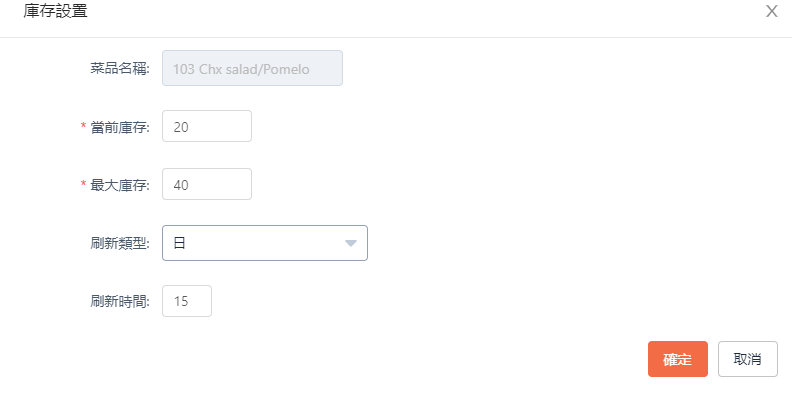 庫存設置
菜品名稱: 103 Chx salad/Pomelo
* 當前庫存: 20
* 最大庫存: 40
刷新類型: 日
刷新時間: 15
確定 取消